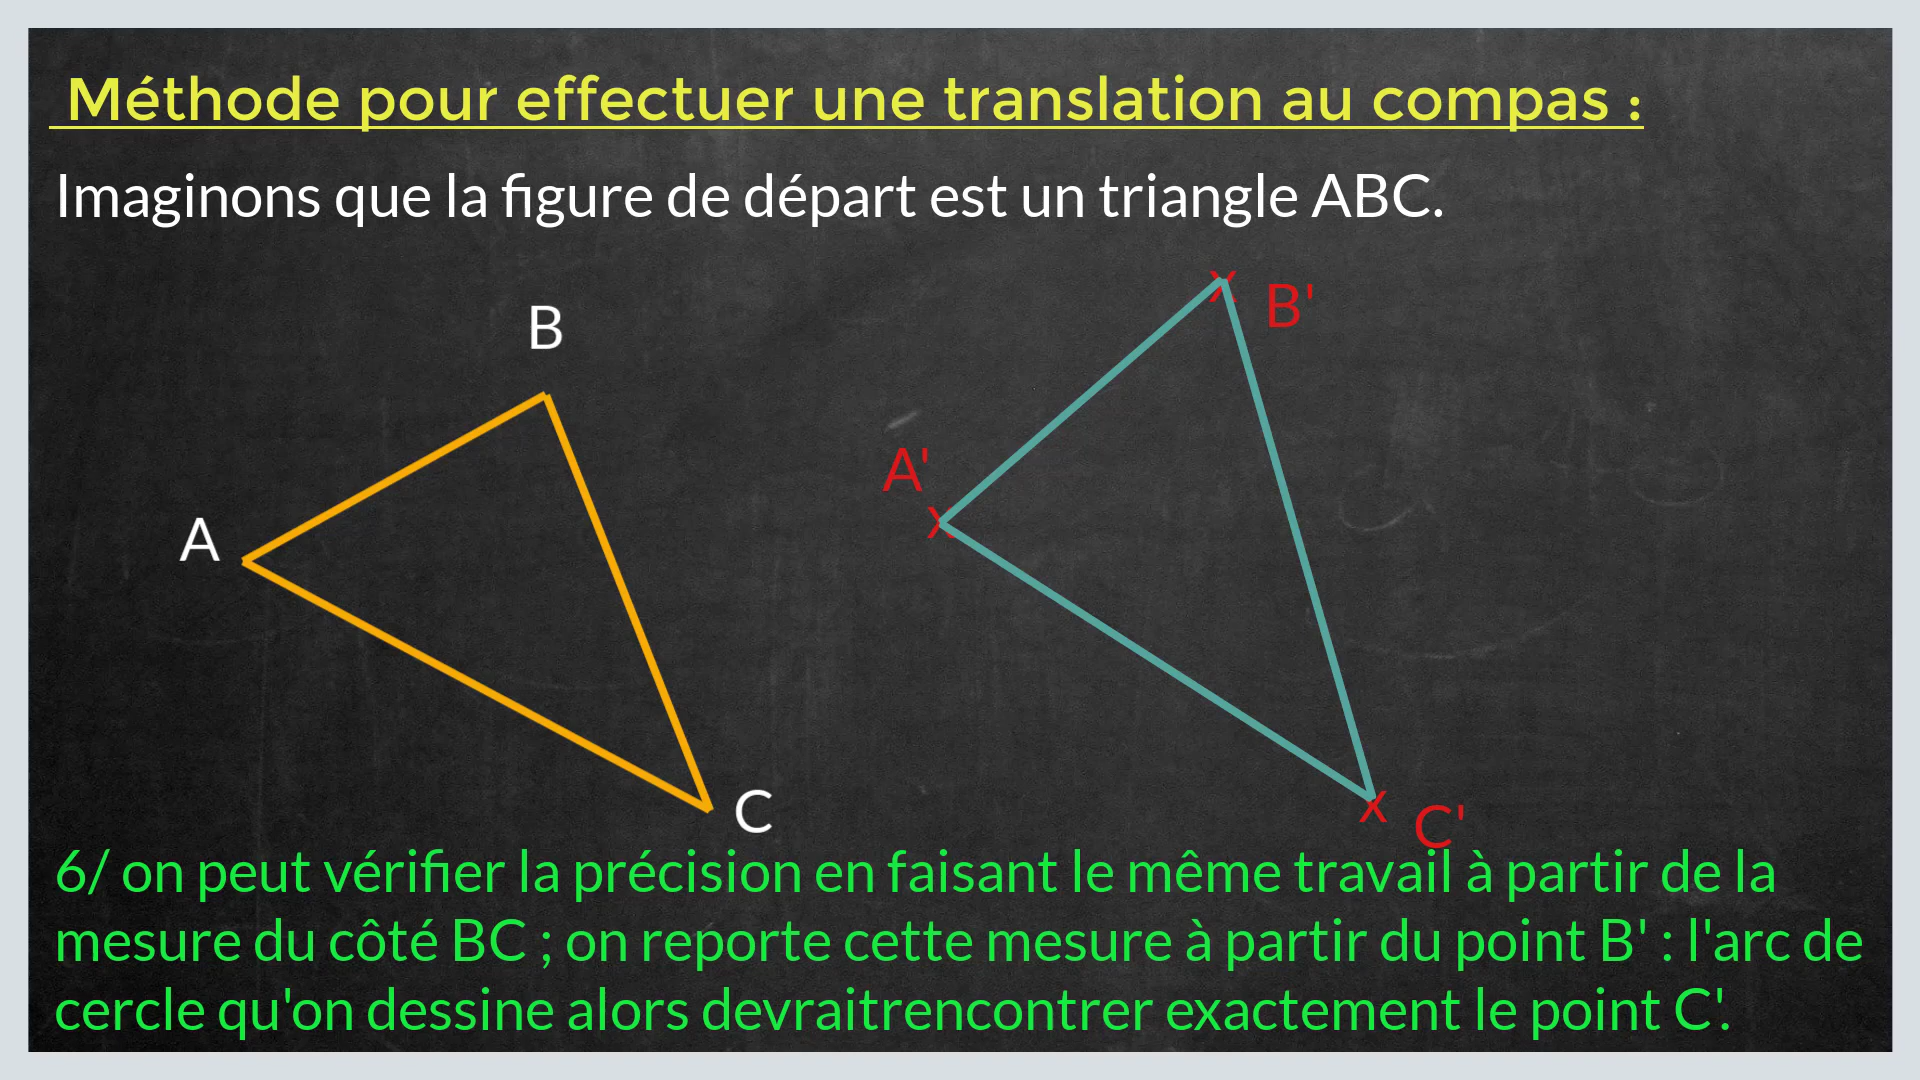 Méthode pour effectuer une translation au compas :
Imaginons que la figure de départ est un triangle ABC.
B
x B'
A'
x
A
C
x C'
6/ on peut vérifier la précision en faisant le même travail à partir de la
mesure du côté BC ; on reporte cette mesure à partir du point B' : l'arc de
cercle qu'on dessine alors devraitrencontrer exactement le point C'.